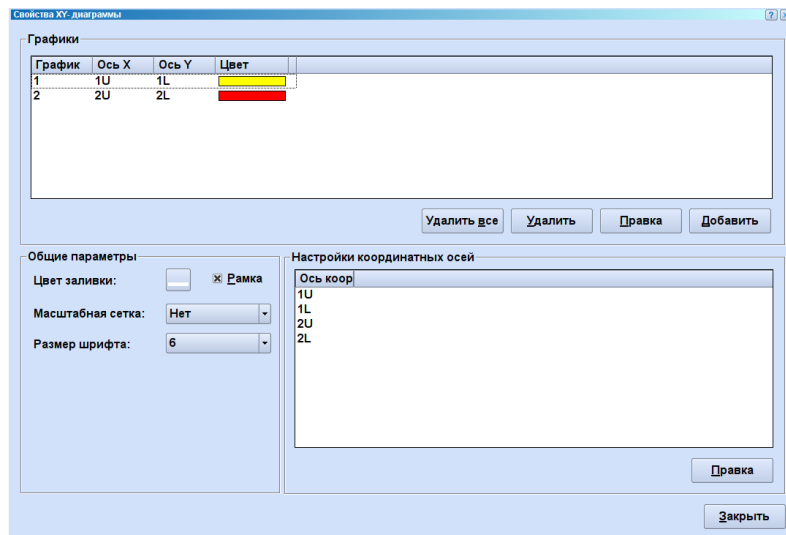 Свойства XY- диаграммы
Графики
График Ось X Ось Y Цвет
1 1U 1L
2 2U 2L
Удалить все Удалить Правка Добавить
Общие параметры
Цвет заливки: Рамка
Масштабная сетка: Нет
Размер шрифта: 6
Настройки координатных осей
Ось коор
1U
1L
2U
2L
Правка
Закрыть